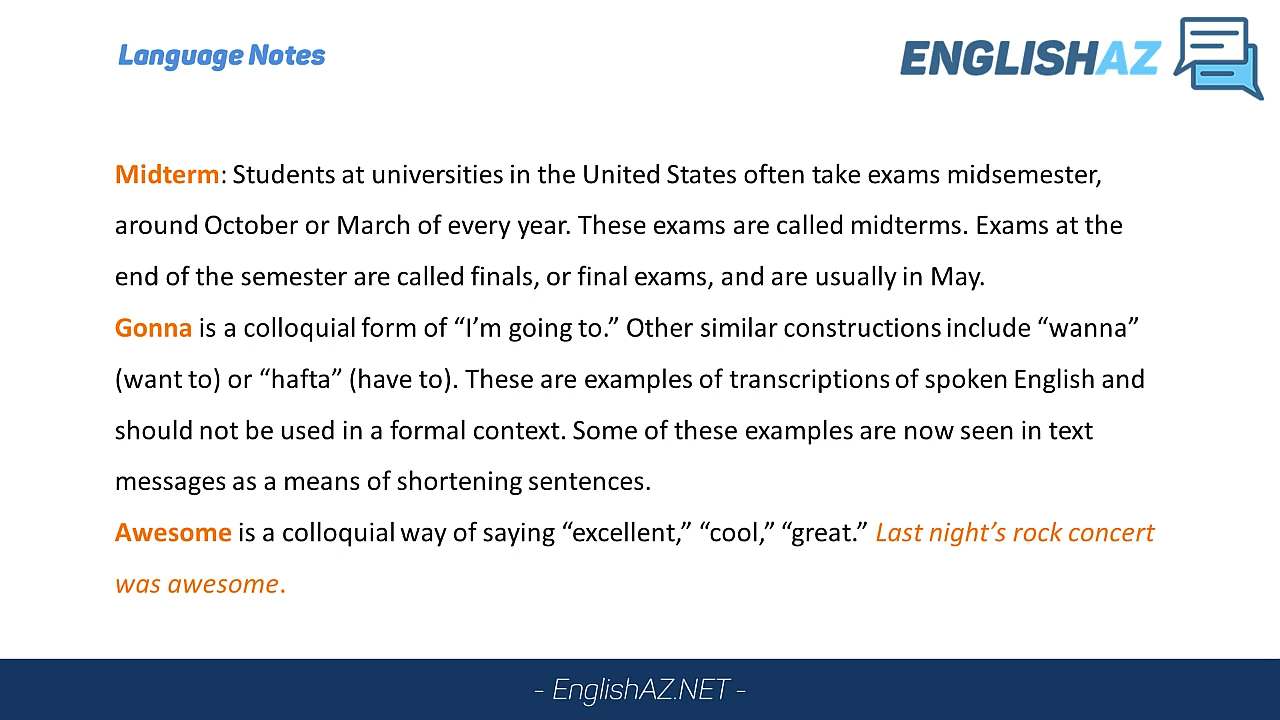 Language Notes
ENGLISHAZ
Midterm: Students at universities in the United States often take exams midsemester,
around October or March of every year. These exams are called midterms. Exams at the
end of the semester are called finals, or final exams, and are usually in May.
Gonna is a colloquial form of “I’m going to.” Other similar constructions include “wanna”
(want to) or “hafta” (have to). These are examples of transcriptions of spoken English and
should not be used in a formal context. Some of these examples are now seen in text
messages as a means of shortening sentences.
Awesome is a colloquial way of saying “excellent,” “cool,” “great.” Last night’s rock concert
was awesome.
- EnglishAZ.NET -